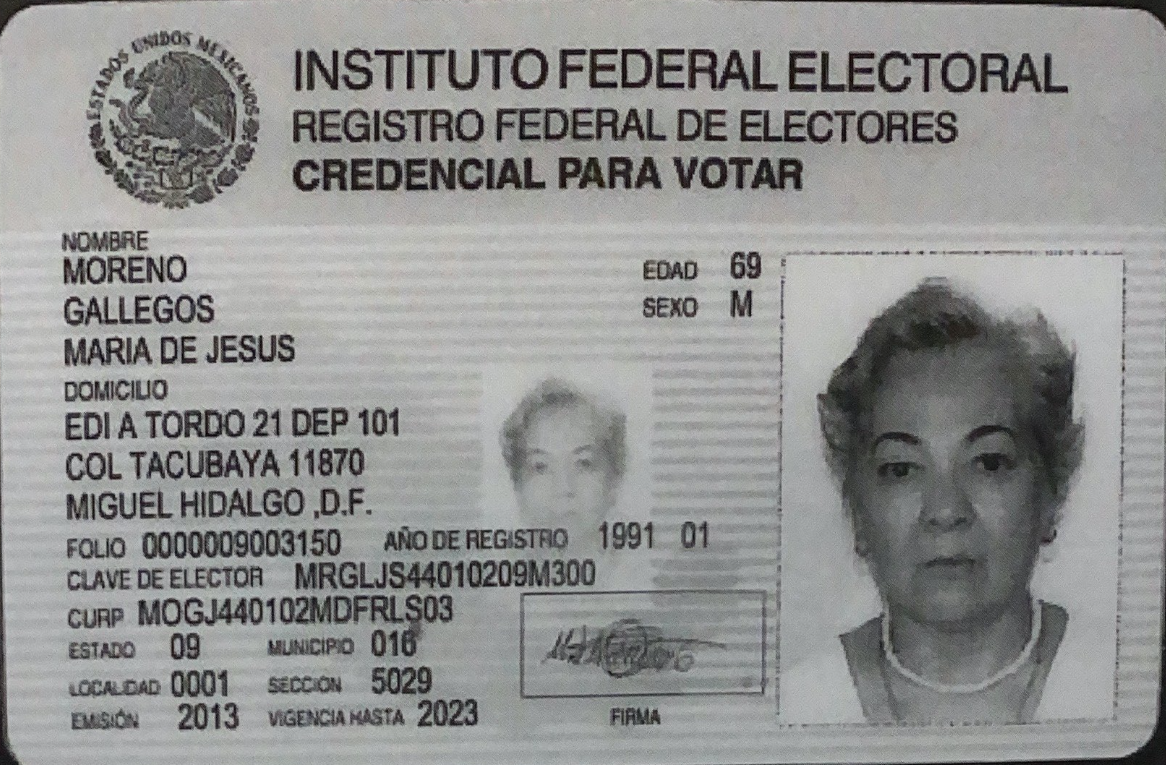 ESTADOS UNIDOS MEXICANOS
INSTITUTO FEDERAL ELECTORAL
REGISTRO FEDERAL DE ELECTORES
CREDENCIAL PARA VOTAR
NOMBRE
MORENO
GALLEGOS
MARIA DE JESUS
EDAD 69
SEXO M
DOMICILIO
EDI A TORDO 21 DEP 101
COL TACUBAYA 11870
MIGUEL HIDALGO ,D.F.
FOLIO 0000009003150 AÑO DE REGISTRO 1991 01
CLAVE DE ELECTOR MRGLJS44010209M300
CURP MOGJ440102MDFRLS03
ESTADO 09 MUNICIPIO 016
LOCALIDAD 0001 SECCION 5029
EMISIÓN 2013 VIGENCIA HASTA 2023
FIRMA